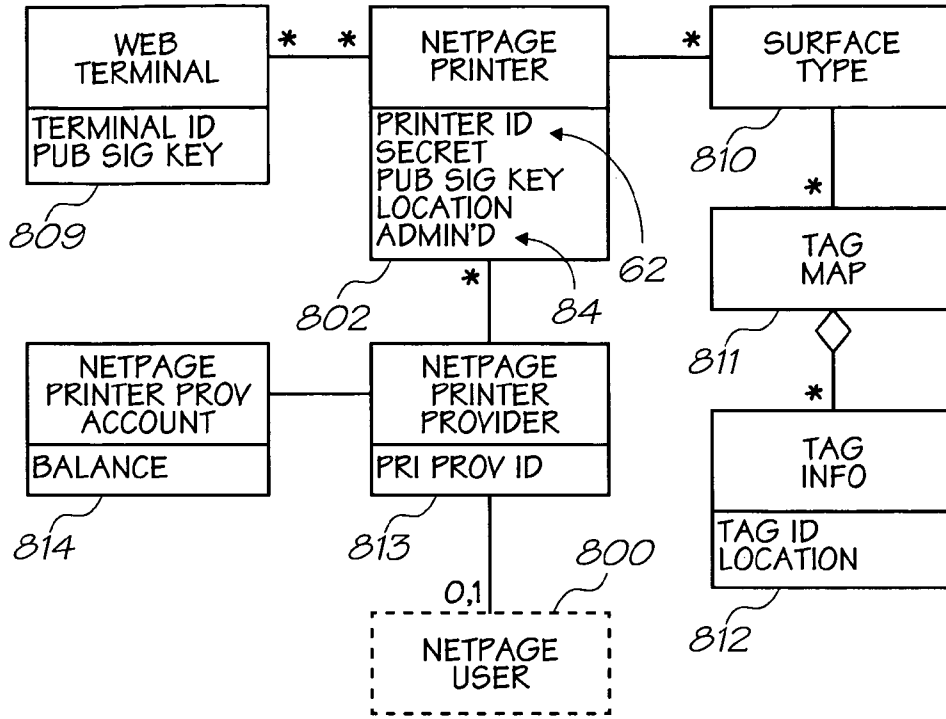 WEB
TERMINAL
TERMINAL ID
PUB SIG KEY
809
*
*
NETPAGE
PRINTER
PRINTER ID
SECRET
PUB SIG KEY
LOCATION
ADMIN'D
802
*
62
84
*
SURFACE
TYPE
810
*
TAG
MAP
811
*
TAG
INFO
TAG ID
LOCATION
812
NETPAGE
PRINTER PROV
ACCOUNT
BALANCE
814
NETPAGE
PRINTER
PROVIDER
PRI PROV ID
813
800
0,1
NETPAGE
USER